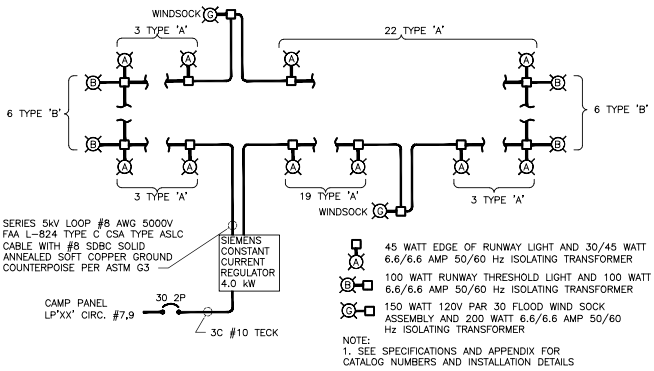 WINDSOCK
G
3 TYPE 'A'
22 TYPE 'A'
A
A
A
A
B
B
6 TYPE 'B'
6 TYPE 'B'
B
B
A
A
A
A
A
A
3 TYPE 'A'
19 TYPE 'A'
3 TYPE 'A'
WINDSOCK
G
SERIES 5kV LOOP #8 AWG 5000V
FAA L-824 TYPE C CSA TYPE ASLC
CABLE WITH #8 SDBC SOLID
ANNEALED SOFT COPPER GROUND
COUNTERPOISE PER ASTM G3
SIEMENS
CONSTANT
CURRENT
REGULATOR
4.0 kW
CAMP PANEL
LP'XX' CIRC. #7,9
30 2P
3C #10 TECK
A
45 WATT EDGE OF RUNWAY LIGHT AND 30/45 WATT
6.6/6.6 AMP 50/60 Hz ISOLATING TRANSFORMER
B
100 WATT RUNWAY THRESHOLD LIGHT AND 100 WATT
6.6/6.6 AMP 50/60 Hz ISOLATING TRANSFORMER
G
150 WATT 120V PAR 30 FLOOD WIND SOCK
ASSEMBLY AND 200 WATT 6.6/6.6 AMP 50/60
Hz ISOLATING TRANSFORMER
NOTE:
1. SEE SPECIFICATIONS AND APPENDIX FOR
CATALOG NUMBERS AND INSTALLATION DETAILS